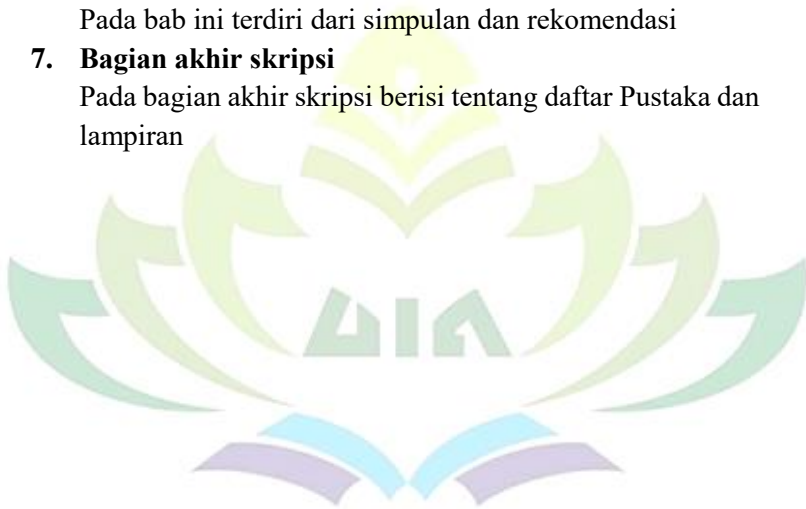 Pada bab ini terdiri dari simpulan dan rekomendasi
7. Bagian akhir skripsi
Pada bagian akhir skripsi berisi tentang daftar Pustaka dan
lampiran
UIN